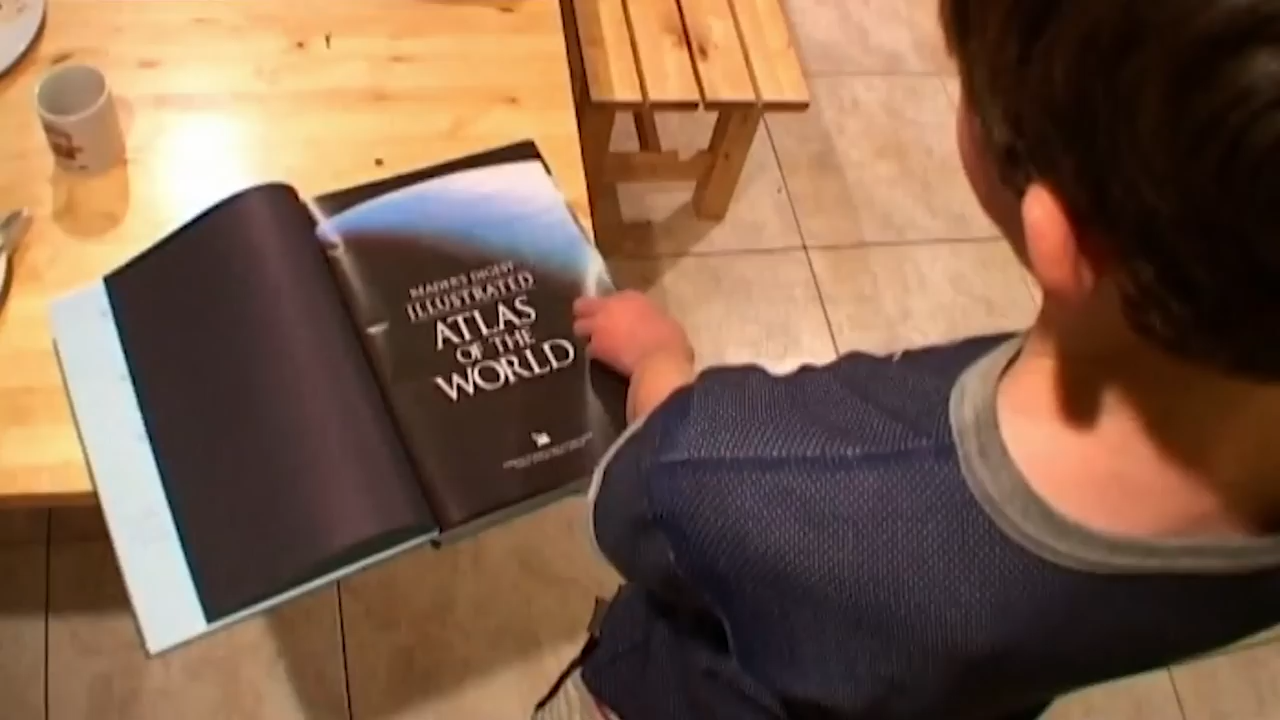 READER'S DIGEST
ILLUSTRATED
ATLAS
OF THE
WORLD